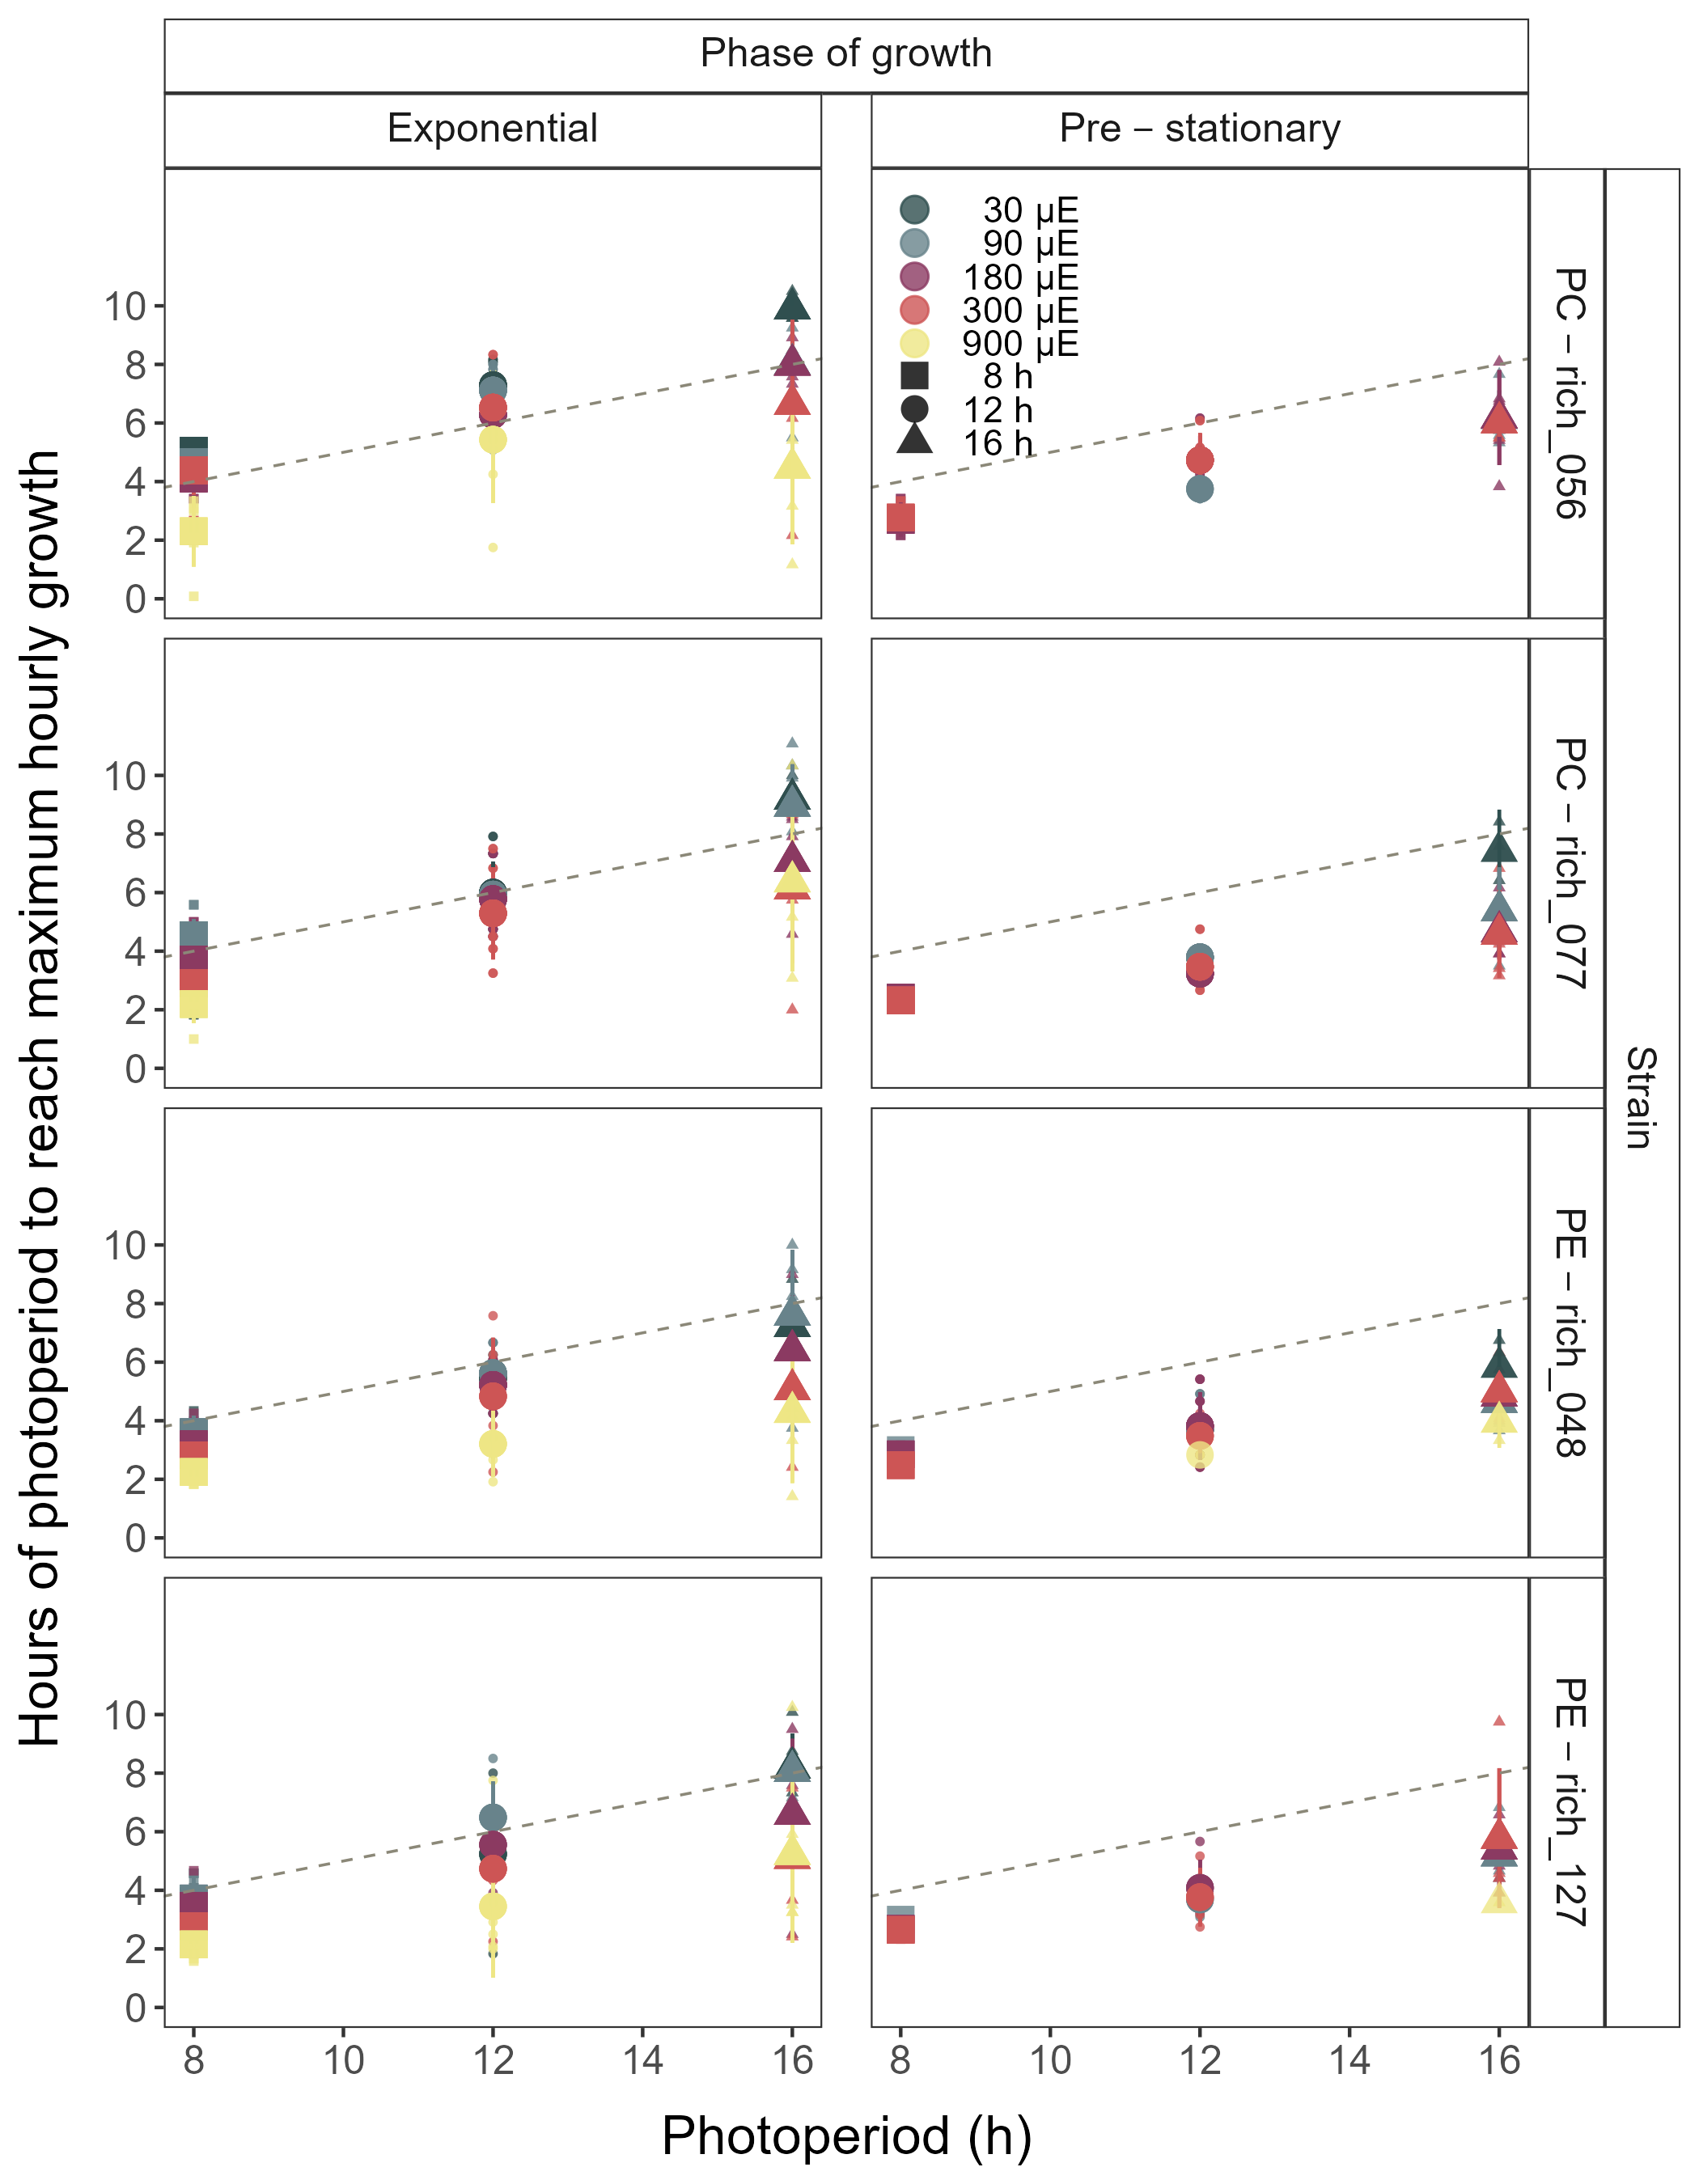 Phase of growth
Exponential
Pre − stationary
30 µE
90 µE
180 µE
300 µE
900 µE
8 h
12 h
16 h
PC − rich_056
PC − rich_077
PE − rich_048
PE − rich_127
Strain
Hours of photoperiod to reach maximum hourly growth
10
8
6
4
2
0
10
8
6
4
2
0
10
8
6
4
2
0
10
8
6
4
2
0
8 10 12 14 16
8 10 12 14 16
Photoperiod (h)